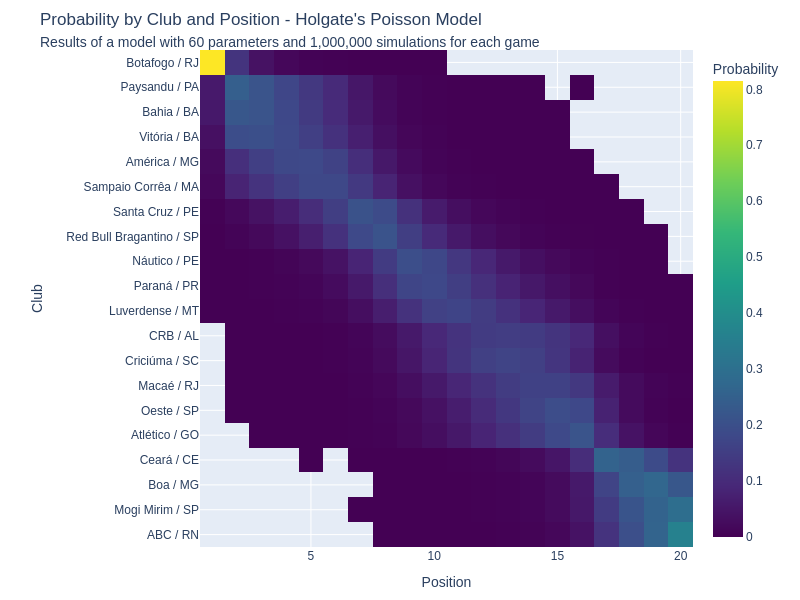 Probability by Club and Position - Holgate's Poisson Model
Results of a model with 60 parameters and 1,000,000 simulations for each game
Probability
Botafogo / RJ
Paysandu / PA
Bahia / BA
Vitória / BA
América / MG
Sampaio Corrêa / MA
Santa Cruz / PE
Red Bull Bragantino / SP
Náutico / PE
Paraná / PR
Luverdense / MT
CRB / AL
Criciúma / SC
Macaé / RJ
Oeste / SP
Atlético / GO
Ceará / CE
Boa / MG
Mogi Mirim / SP
ABC / RN
Club
5
10
15
20
Position
0.8
0.7
0.6
0.5
0.4
0.3
0.2
0.1
0